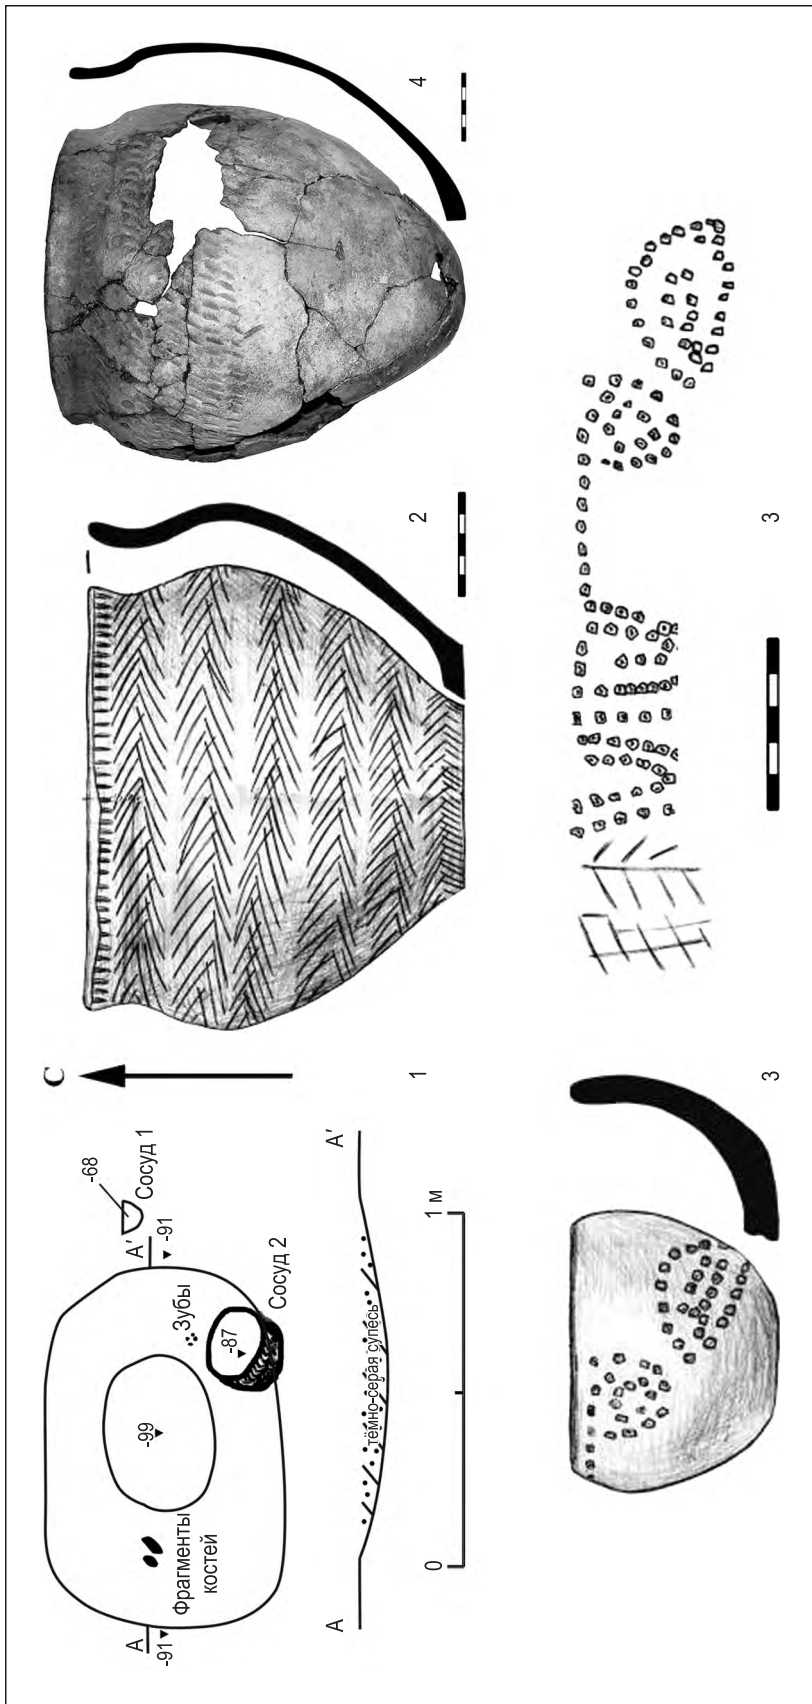 С
А
-91
Фрагменты
костей
-99
Зубы
-87
Сосуд 2
А′
-91
-68
Сосуд 1
А
А′
тёмно-серая супесь
0
1 м
1
2
4
3
3